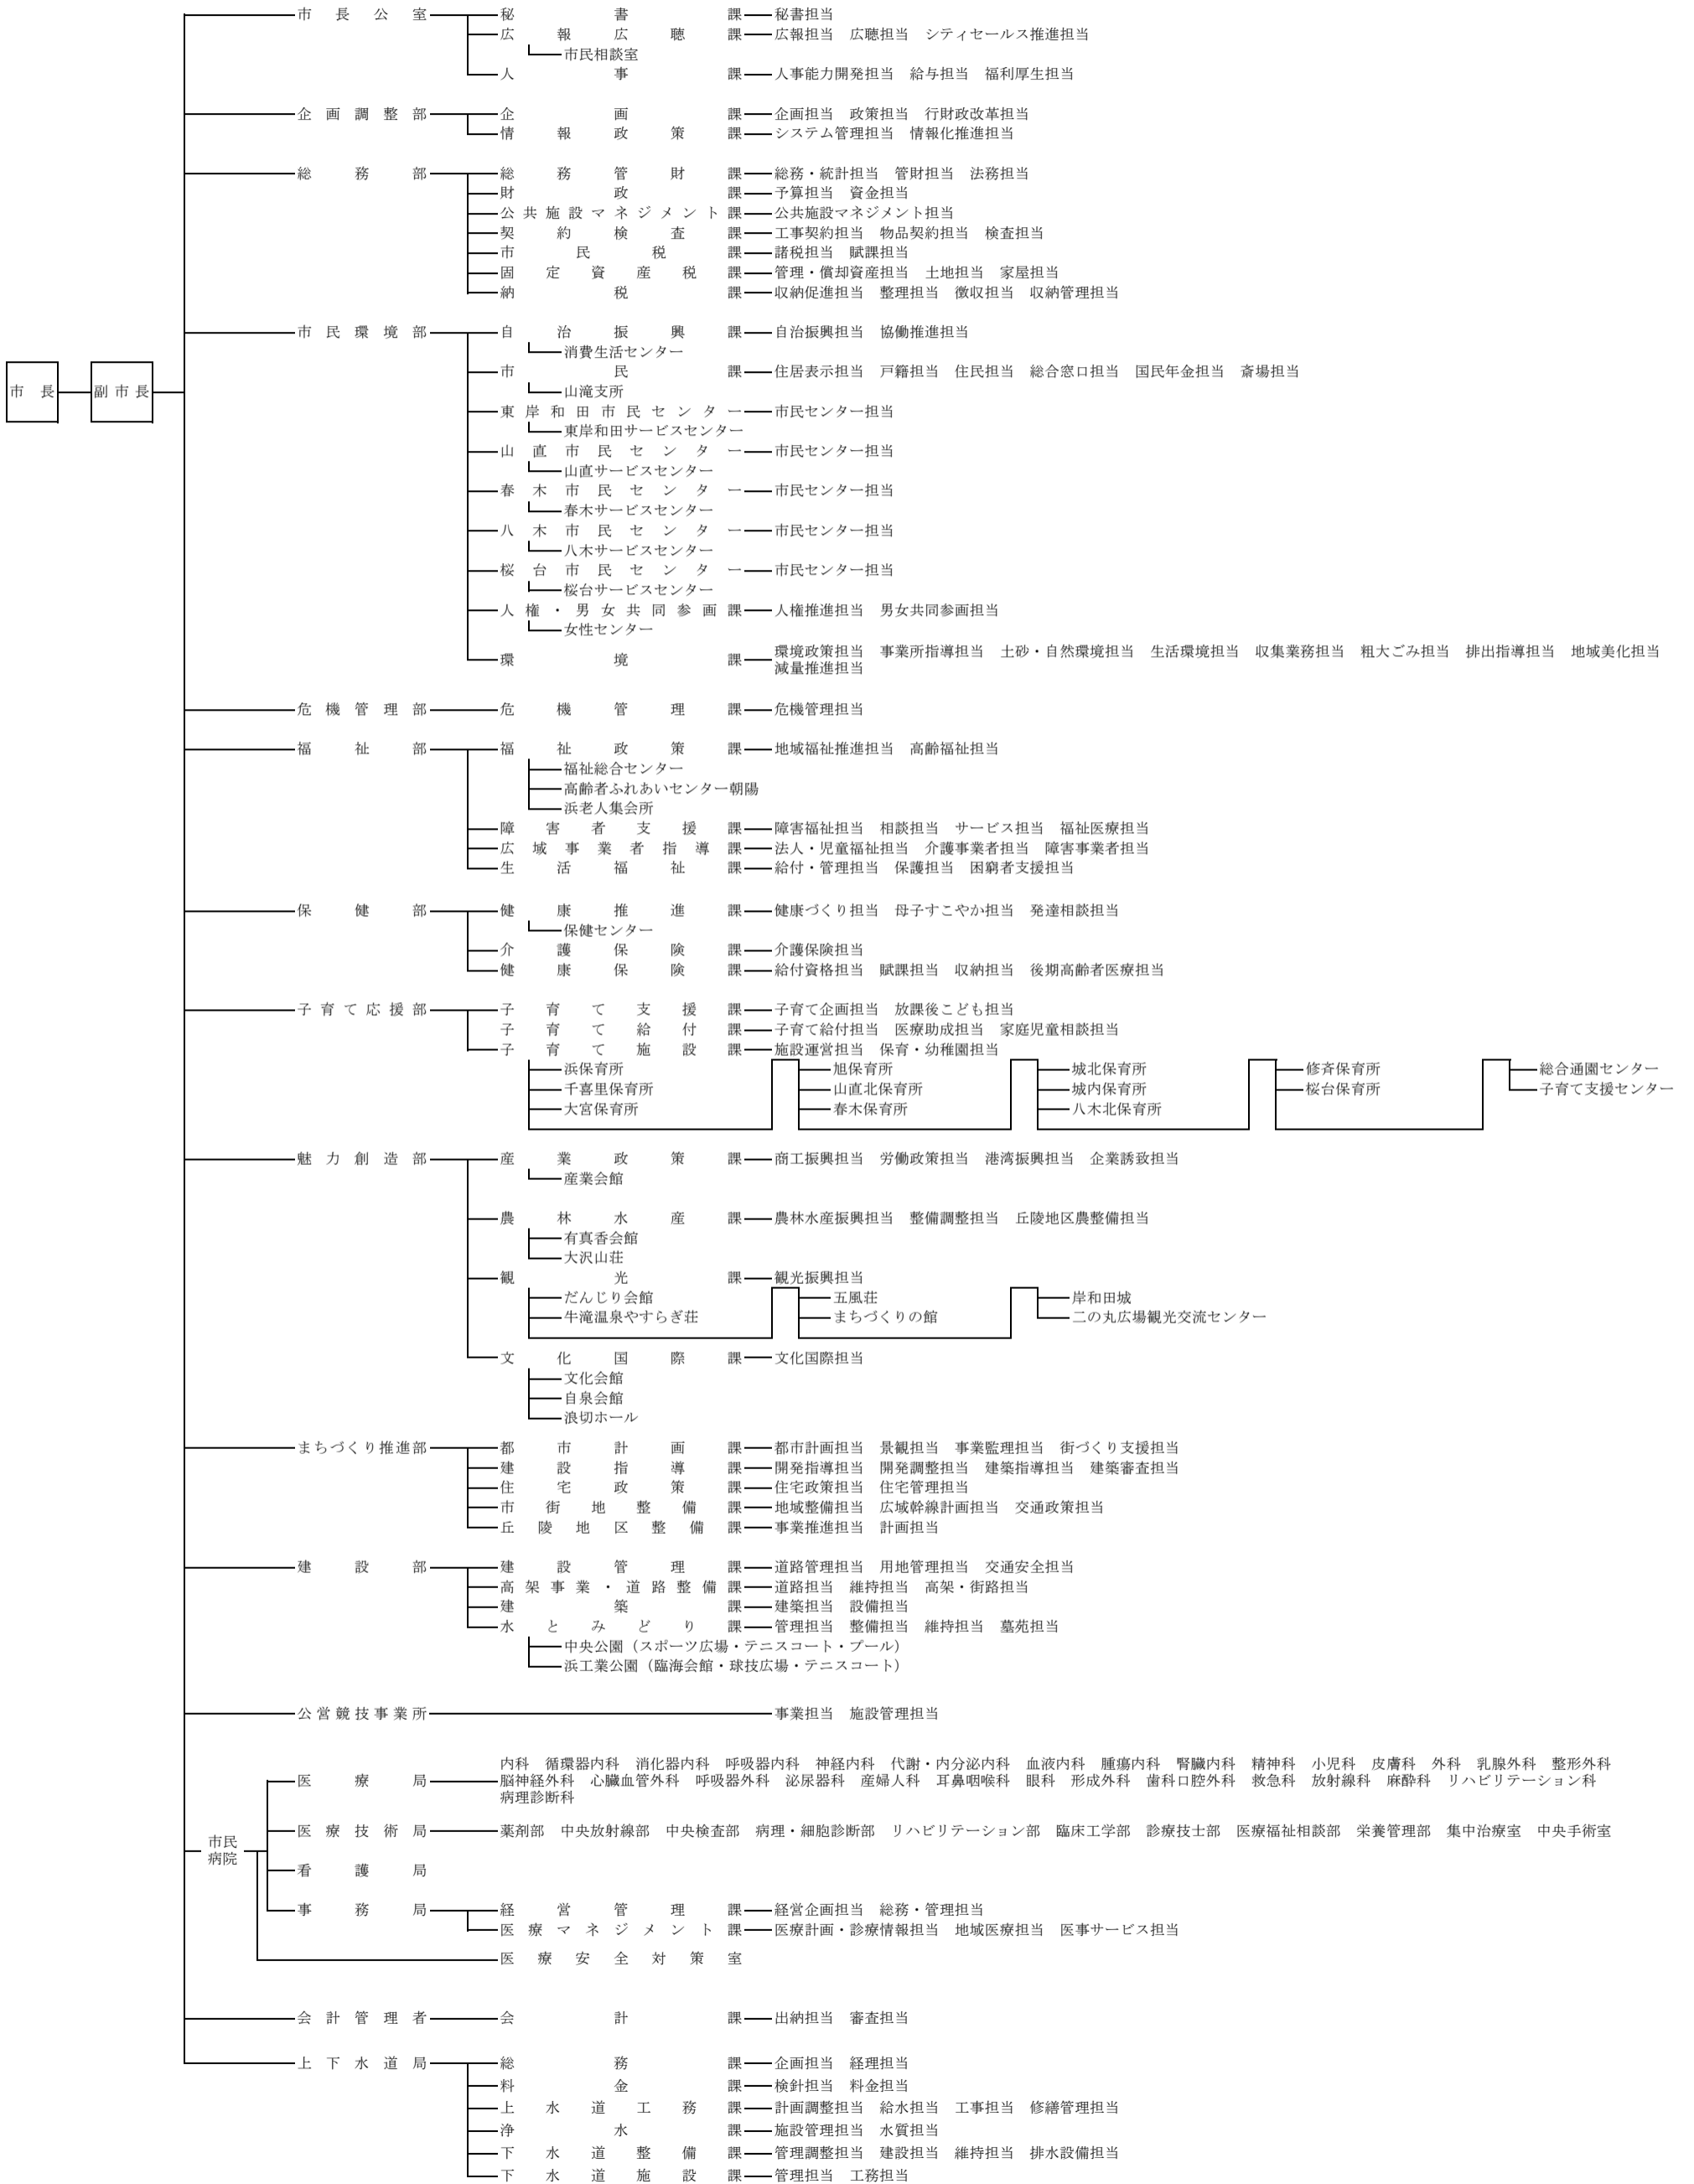 市長公室 秘書課 秘書担当
広報広聴課 広報担当 広聴担当 シティセールス推進担当
市民相談室
人事課 人事能力開発担当 給与担当 福利厚生担当
企画調整部 企画課 企画担当 政策担当 行財政改革担当
情報政策課 システム管理担当 情報化推進担当
総務部 総務管財課 総務・統計担当 管財担当 法務担当
財政課 予算担当 資金担当
公共施設マネジメント課 公共施設マネジメント担当
契約検査課 工事契約担当 物品契約担当 検査担当
市民税課 諸税担当 賦課担当
固定資産税課 管理・償却資産担当 土地担当 家屋担当
納税課 収納促進担当 整理担当 徴収担当 収納管理担当
市民環境部 自治振興課 自治振興担当 協働推進担当
消費生活センター
市民課 住居表示担当 戸籍担当 住民担当 総合窓口担当 国民年金担当 斎場担当
市長 副市長 山滝支所
東岸和田市民センター 市民センター担当
東岸和田サービスセンター
山直市民センター 市民センター担当
山直サービスセンター
春木市民センター 市民センター担当
春木サービスセンター
八木市民センター 市民センター担当
八木サービスセンター
桜台市民センター 市民センター担当
桜台サービスセンター
人権・男女共同参画課 人権推進担当 男女共同参画担当
女性センター
環境課 環境政策担当 事業所指導担当 土砂・自然環境担当 生活環境担当 収集業務担当 粗大ごみ担当 排出指導担当 地域美化担当
減量推進担当
危機管理部 危機管理課 危機管理担当
福祉部 福祉政策課 地域福祉推進担当 高齢福祉担当
福祉総合センター
高齢者ふれあいセンター朝陽
浜老人集会所
障害者支援課 障害福祉担当 相談担当 サービス担当 福祉医療担当
広域事業者指導課 法人・児童福祉担当 介護事業者担当 障害事業者担当
生活福祉課 給付・管理担当 保護担当 困窮者支援担当
保健部 健康推進課 健康づくり担当 母子すこやか担当 発達相談担当
保健センター
介護保険課 介護保険担当
健康保険課 給付資格担当 賦課担当 収納担当 後期高齢者医療担当
子育て応援部 子育て支援課 子育て企画担当 放課後こども担当
子育て給付課 子育て給付担当 医療助成担当 家庭児童相談担当
子育て施設課 施設運営担当 保育・幼稚園担当
浜保育所 旭保育所 城北保育所 修斉保育所 総合通園センター
千喜里保育所 山直北保育所 城内保育所 桜台保育所 子育て支援センター
大宮保育所 春木保育所 八木北保育所
魅力創造部 産業政策課 商工振興担当 労働政策担当 港湾振興担当 企業誘致担当
産業会館
農林水産課 農林水産振興担当 整備調整担当 丘陵地区農整備担当
有真香会館
大沢山荘
観光課 観光振興担当
だんじり会館 五風荘 岸和田城
牛滝温泉やすらぎ荘 まちづくりの館 二の丸広場観光交流センター
文化国際課 文化国際担当
文化会館
自泉会館
浪切ホール
まちづくり推進部 都市計画課 都市計画担当 景観担当 事業監理担当 街づくり支援担当
建設指導課 開発指導担当 開発調整担当 建築指導担当 建築審査担当
住宅政策課 住宅政策担当 住宅管理担当
市街地整備課 地域整備担当 広域幹線計画担当 交通政策担当
丘陵地区整備課 事業推進担当 計画担当
建設部 建設管理課 道路管理担当 用地管理担当 交通安全担当
高架事業・道路整備課 道路担当 維持担当 高架・街路担当
建築課 建築担当 設備担当
水とみどり課 管理担当 整備担当 維持担当 墓苑担当
中央公園（スポーツ広場・テニスコート・プール）
浜工業公園（臨海会館・球技広場・テニスコート）
公営競技事業所 事業担当 施設管理担当
内科 循環器内科 消化器内科 呼吸器内科 神経内科 代謝・内分泌内科 血液内科 腫瘍内科 腎臓内科 精神科 小児科 皮膚科 外科 乳腺外科 整形外科
医療局 脳神経外科 心臓血管外科 呼吸器外科 泌尿器科 産婦人科 耳鼻咽喉科 眼科 形成外科 歯科口腔外科 救急科 放射線科 麻酔科 リハビリテーション科
病理診断科
医療技術局 薬剤部 中央放射線部 中央検査部 病理・細胞診断部 リハビリテーション部 臨床工学部 診療技士部 医療福祉相談部 栄養管理部 集中治療室 中央手術室
市民
病院
看護局
事務局 経営管理課 経営企画担当 総務・管理担当
医療マネジメント課 医療計画・診療情報担当 地域医療担当 医事サービス担当
医療安全対策室
会計管理者 会計課 出納担当 審査担当
上下水道局 総務課 企画担当 経理担当
料金課 検針担当 料金担当
上水道工務課 計画調整担当 給水担当 工事担当 修繕管理担当
浄水課 施設管理担当 水質担当
下水道整備課 管理調整担当 建設担当 維持担当 排水設備担当
下水道施設課 管理担当 工務担当